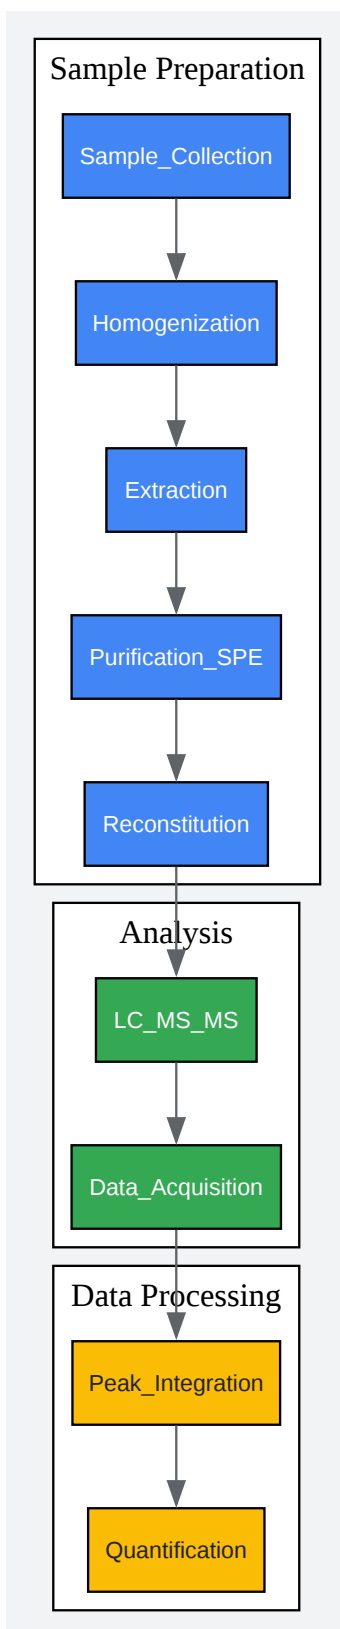 Sample Preparation
Sample_Collection
Homogenization
Extraction
Purification_SPE
Reconstitution
Analysis
LC_MS_MS
Data_Acquisition
Data Processing
Peak_Integration
Quantification